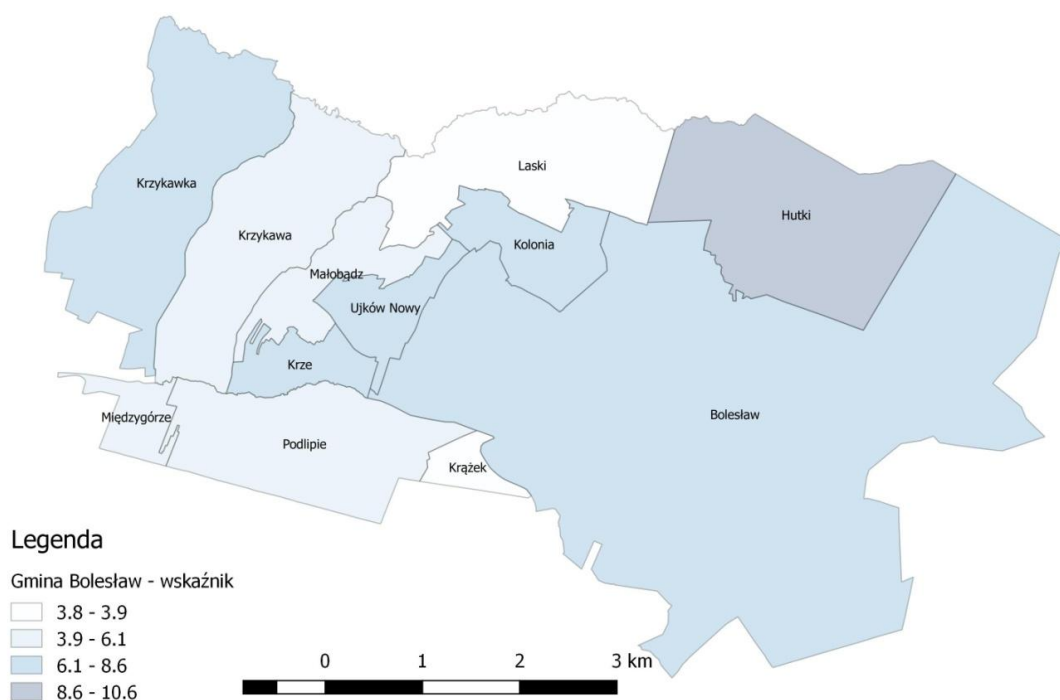 Krzykawka
Laski
Hutki
Krzykawa
Kolonia
Małobądz
Ujków Nowy
Krze
Bolesław
Międzygórze
Podlipie
Krążek
Legenda
Gmina Bolesław - wskaźnik
3.8 - 3.9
3.9 - 6.1
6.1 - 8.6
8.6 - 10.6
0 1 2 3 km